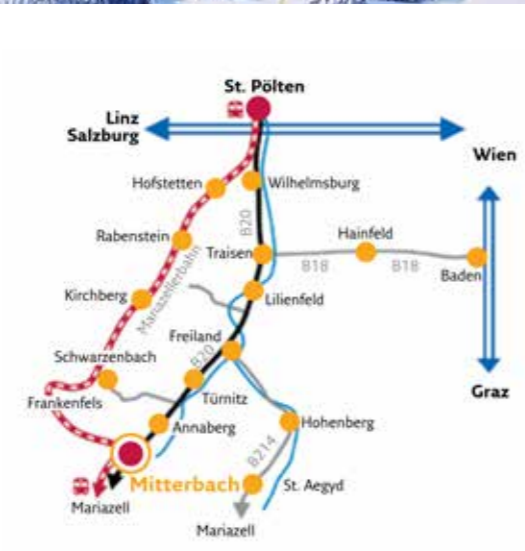 St. Pölten
Linz
Salzburg
Wien
Hofstetten
Wilhelmsburg
B20
Rabenstein
Hainfeld
Traisen
B18
B18
Baden
Mariazellerbahn
Kirchberg
Lilienfeld
Freiland
B20
Schwarzenbach
Graz
Türnitz
Frankenfels
Annaberg
Hohenberg
B214
Mitterbach
St. Aegyd
Mariazell
Mariazell